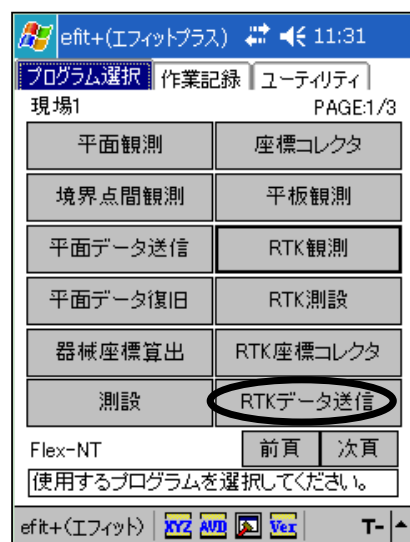 efit+(エフィットプラス) 11:31
プログラム選択 作業記録 ユーティリティ
現場1 PAGE:1/3
平面観測 座標コレクタ
境界点間観測 平板観測
平面データ送信 RTK観測
平面データ復旧 RTK測設
器械座標算出 RTK座標コレクタ
測設 RTKデータ送信
Flex-NT 前頁 次頁
使用するプログラムを選択してください。
efit+(エフィット) XYZ AVD Ver T-